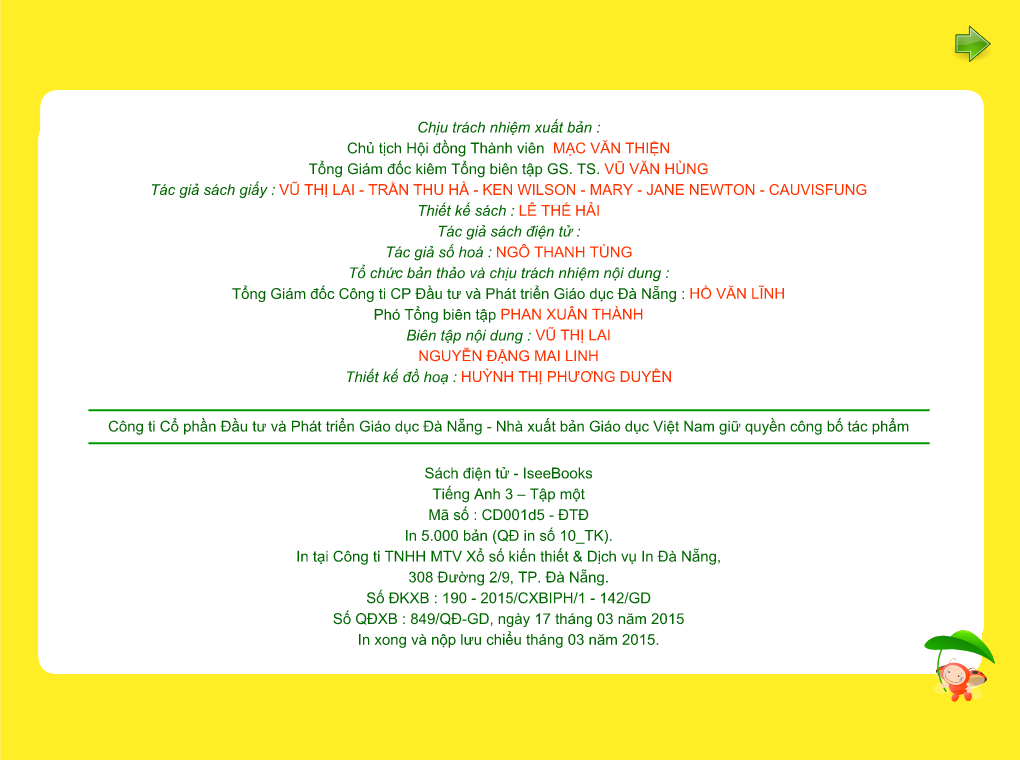 Chịu trách nhiệm xuất bản :
Chủ tịch Hội đồng Thành viên MẠC VĂN THIỆN
Tổng Giám đốc kiêm Tổng biên tập GS. TS. VŨ VĂN HÙNG
Tác giả sách giấy : VŨ THỊ LAI - TRẦN THU HÀ - KEN WILSON - MARY - JANE NEWTON - CAUVISFUNG
Thiết kế sách : LÊ THẾ HẢI
Tác giả sách điện tử :
Tác giả số hoá : NGÔ THANH TÙNG
Tổ chức bản thảo và chịu trách nhiệm nội dung :
Tổng Giám đốc Công ti CP Đầu tư và Phát triển Giáo dục Đà Nẵng : HỒ VĂN LĨNH
Phó Tổng biên tập PHAN XUÂN THÀNH
Biên tập nội dung : VŨ THỊ LAI
NGUYỄN ĐẶNG MAI LINH
Thiết kế đồ hoạ : HUỲNH THỊ PHƯƠNG DUYÊN
Công ti Cổ phần Đầu tư và Phát triển Giáo dục Đà Nẵng - Nhà xuất bản Giáo dục Việt Nam giữ quyền công bố tác phẩm
Sách điện tử - IseeBooks
Tiếng Anh 3 – Tập một
Mã số : CD001d5 - ĐTĐ
In 5.000 bản (QĐ in số 10_TK).
In tại Công ti TNHH MTV Xổ số kiến thiết & Dịch vụ In Đà Nẵng,
308 Đường 2/9, TP. Đà Nẵng.
Số ĐKXB : 190 - 2015/CXBIPH/1 - 142/GD
Số QĐXB : 849/QĐ-GD, ngày 17 tháng 03 năm 2015
In xong và nộp lưu chiểu tháng 03 năm 2015.